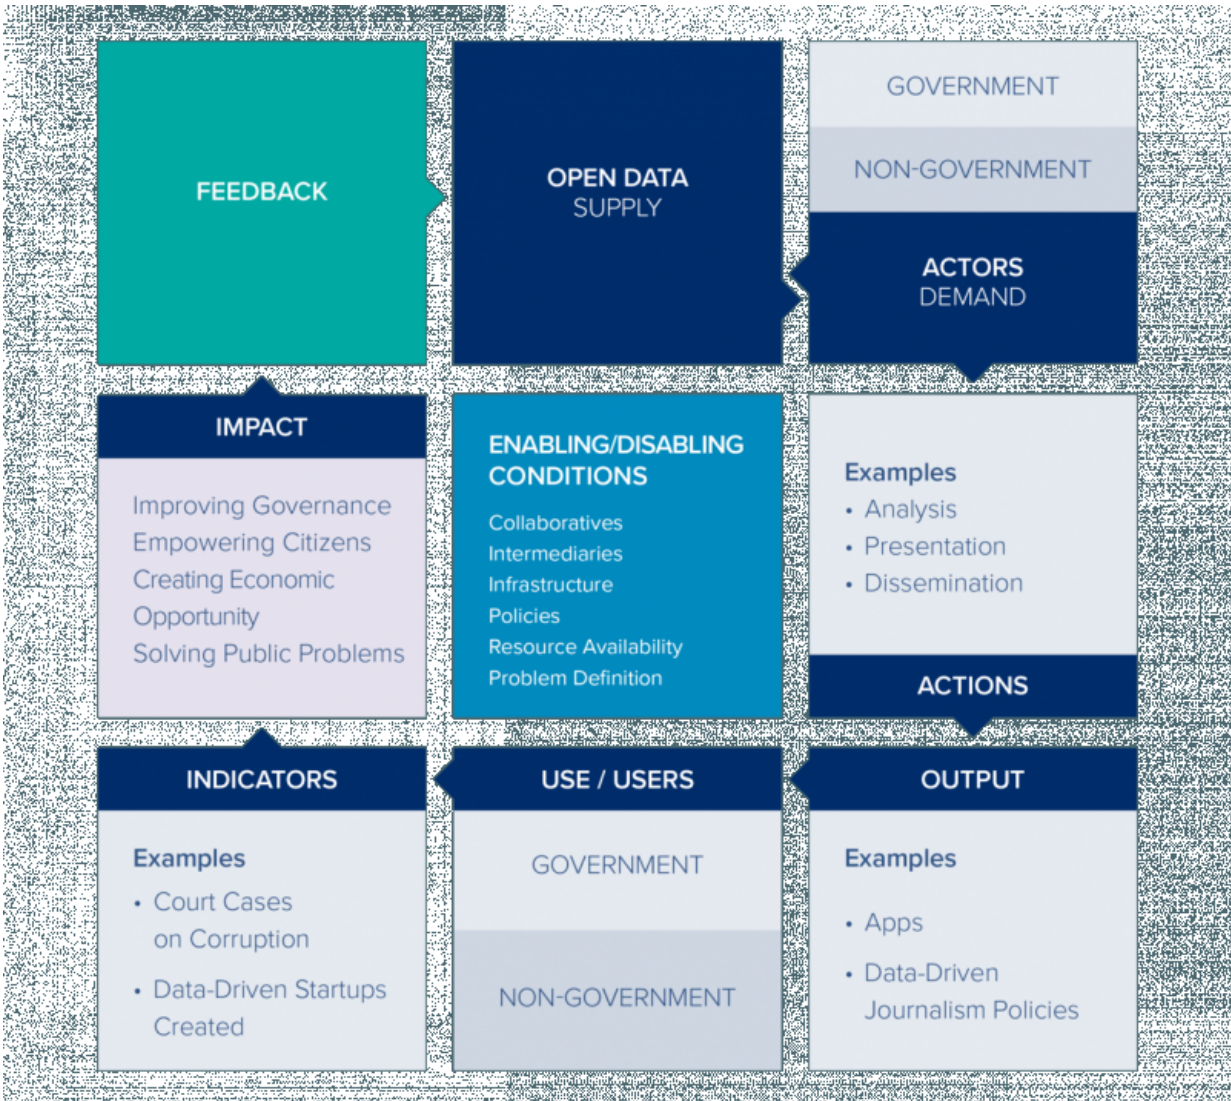 FEEDBACK
OPEN DATA
SUPPLY
GOVERNMENT
NON-GOVERNMENT
ACTORS
DEMAND
IMPACT
Improving Governance
Empowering Citizens
Creating Economic
Opportunity
Solving Public Problems
ENABLING/DISABLING
CONDITIONS
Collaboratives
Intermediaries
Infrastructure
Policies
Resource Availability
Problem Definition
Examples
• Analysis
• Presentation
• Dissemination
ACTIONS
INDICATORS
Examples
• Court Cases
on Corruption
• Data-Driven Startups
Created
USE / USERS
GOVERNMENT
NON-GOVERNMENT
OUTPUT
Examples
• Apps
• Data-Driven
Journalism Policies